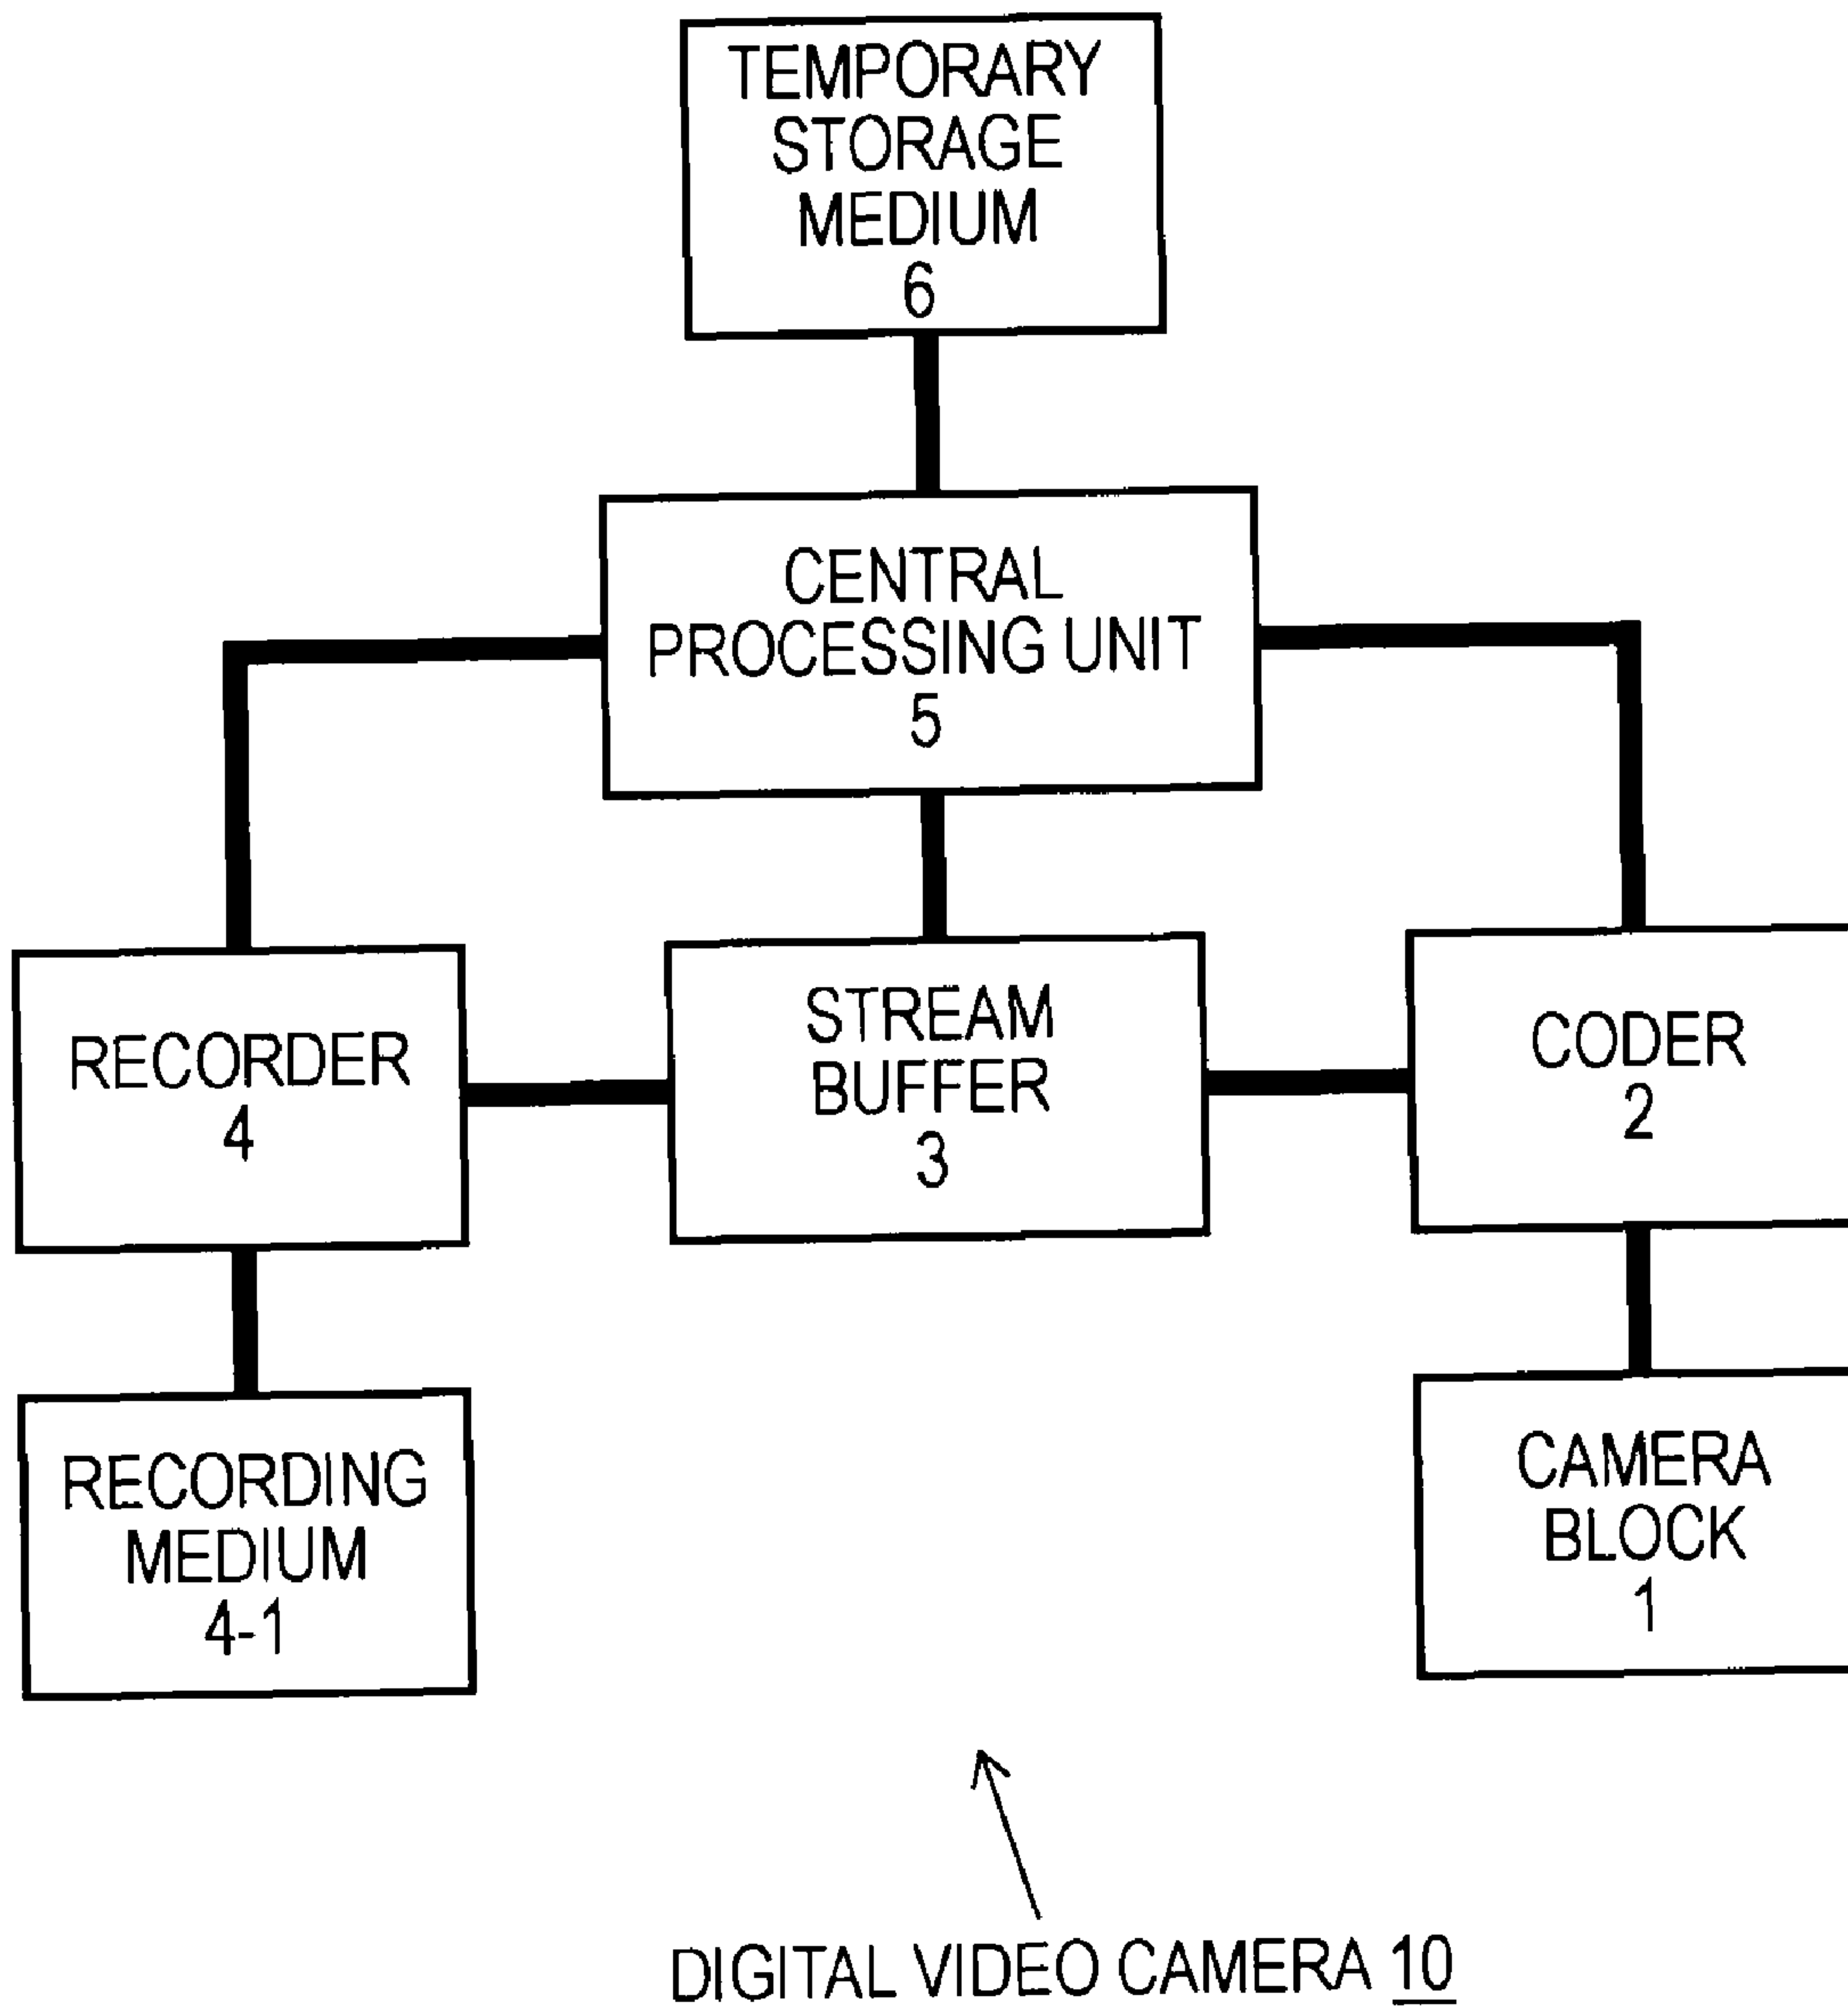 TEMPORARY
STORAGE
MEDIUM
6
CENTRAL
PROCESSING UNIT
5
RECORDER
4
STREAM
BUFFER
3
CODER
2
RECORDING
MEDIUM
4-1
CAMERA
BLOCK
1
DIGITAL VIDEO CAMERA 10